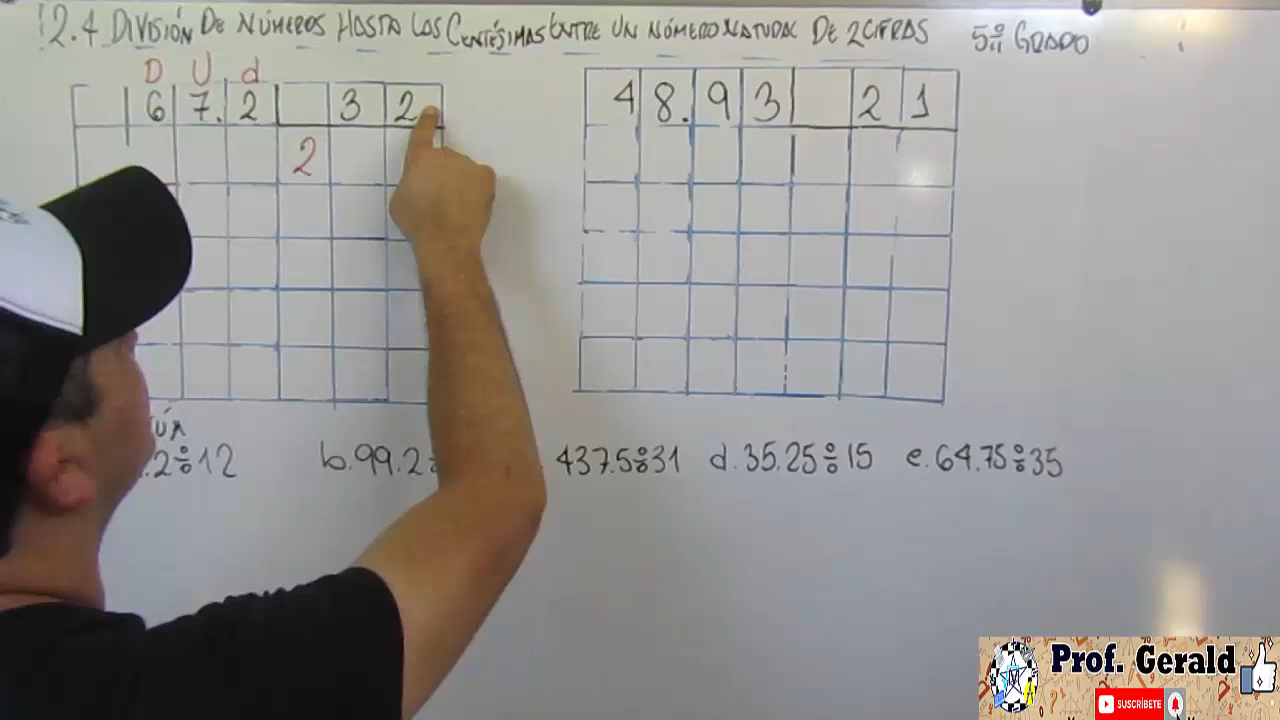 2.4 DIVISIÓN DE NÚMEROS HASTA LAS CENTÉSIMAS ENTRE UN NÚMERO NATURAL DE 2 CIFRAS 5º GRADO
D U d
6 7. 2 3 2
2
4 8. 9 3 2 1
.2÷12 b. 99.2÷ 437.5÷31 d. 35.25÷15 e. 64.75÷35
Prof. Gerald
SUSCRÍBETE